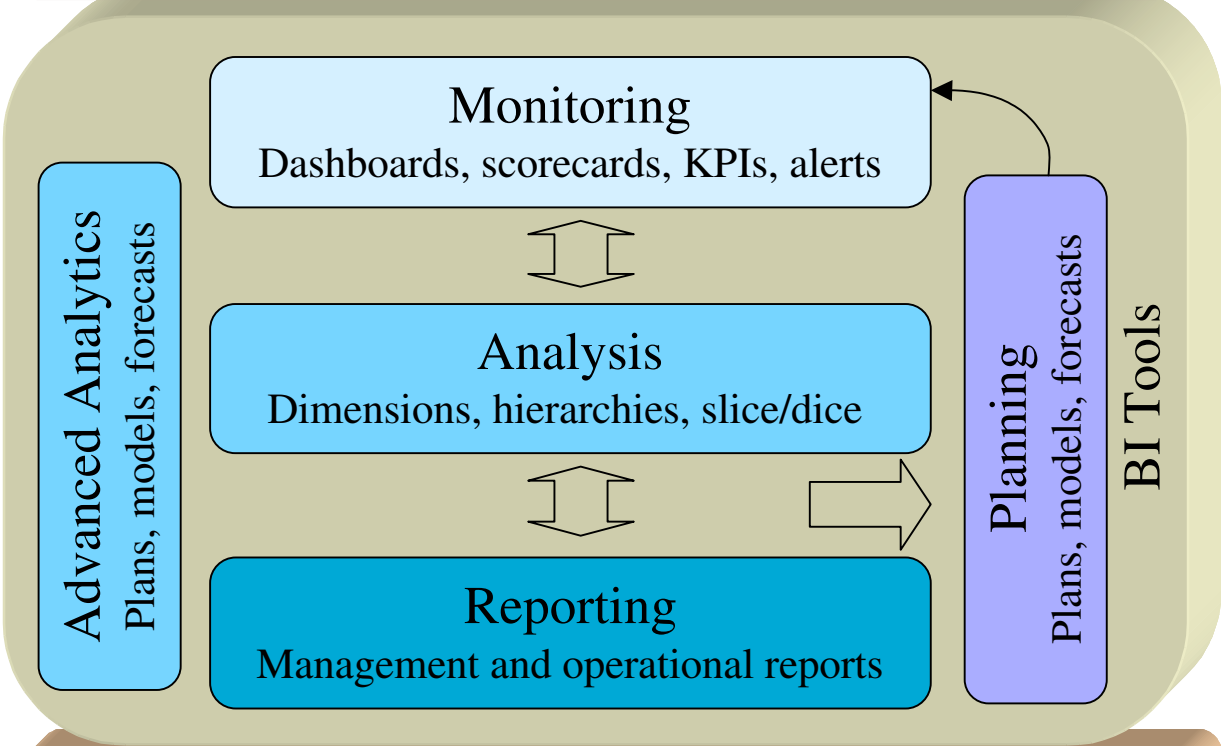 Monitoring
Dashboards, scorecards, KPIs, alerts
Advanced Analytics
Plans, models, forecasts
Analysis
Dimensions, hierarchies, slice/dice
Reporting
Management and operational reports
Planning
Plans, models, forecasts
BI Tools